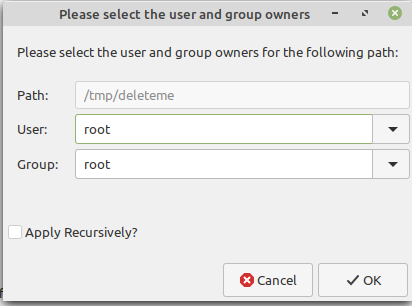 Please select the user and group owners
Please select the user and group owners for the following path:
Path: /tmp/deleteme
User: root
Group: root
Apply Recursively?
Cancel OK